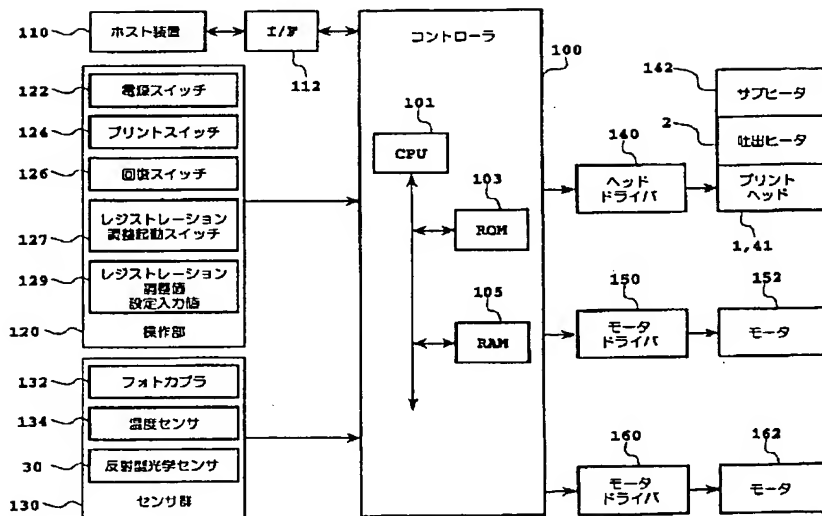 110
ホスト装置
I/F
112
コントローラ
100
122
電源スイッチ
124
プリントスイッチ
126
回復スイッチ
127
レジストレーション
調整起動スイッチ
129
レジストレーション
調整値
設定入力部
120
操作部
132
フォトカプラ
134
温度センサ
30
反射型光学センサ
130
センサ群
101
CPU
103
ROM
105
RAM
140
ヘッド
ドライバ
142
サブヒータ
2
吐出ヒータ
プリント
ヘッド
1,41
150
モータ
ドライバ
152
モータ
160
モータ
ドライバ
162
モータ